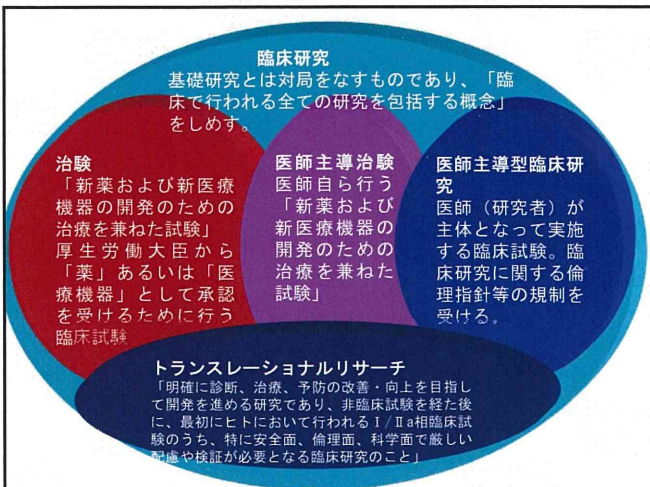 臨床研究
基礎研究とは対局をなすものであり、「臨
床で行われる全ての研究を包括する概念」
をしめす。
治験
「新薬および新医療
機器の開発のための
治療を兼ねた試験」
厚生労働大臣から
「薬」あるいは「医
療機器」として承認
を受けるために行う
臨床試験
医師主導治験
医師自ら行う
「新薬および
新医療機器の
開発のための
治療を兼ねた
試験」
医師主導型臨床研
究
医師（研究者）が
主体となって実施
する臨床試験。臨
床研究に関する倫
理指針等の規制を
受ける。
トランスレーショナルリサーチ
「明確に診断、治療、予防の改善・向上を目指し
て開発を進める研究であり、非臨床試験を経た後
に、最初にヒトにおいて行われるⅠ/Ⅱa相臨床試
験のうち、特に安全面、倫理面、科学面で厳しい
配慮や検証が必要となる臨床研究のこと」